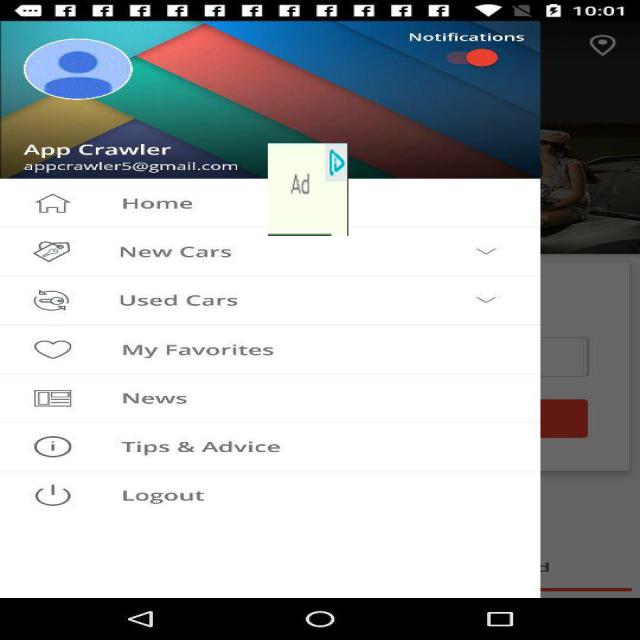 10:01
Notifications
App Crawler
appcrawler5@gmail.com
Ad
Home
New Cars
Used Cars
My Favorites
News
Tips & Advice
Logout
d